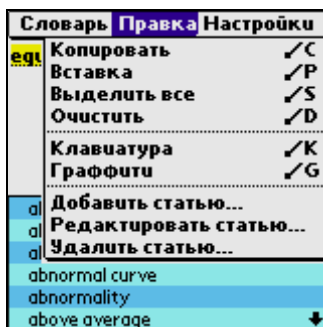 Словарь Правка Настройки
equ
Копировать /C
Вставка /P
Выделить все /S
Очистить /D
Клавиатура /K
Граффити /G
Добавить статью...
Редактировать статью...
Удалить статью...
abnormal curve
abnormality
above average